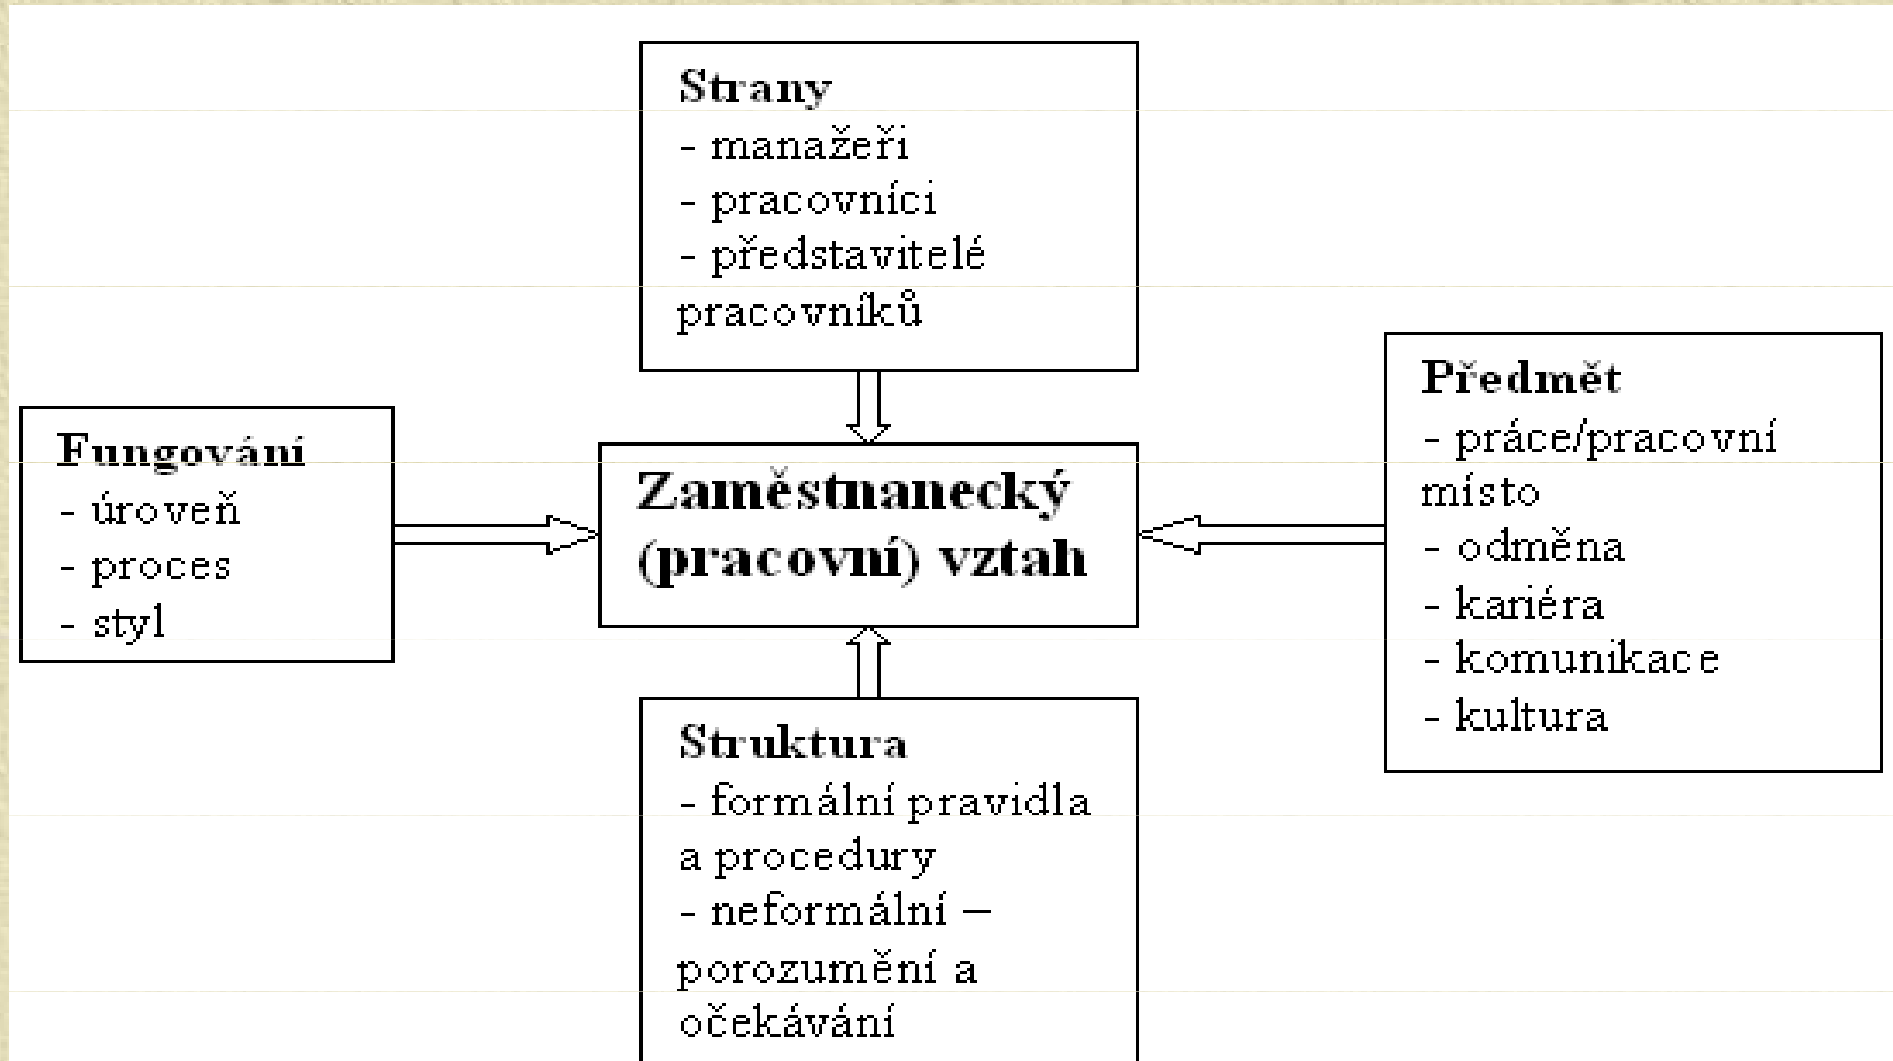 Strany
- manažeři
- pracovníci
- představitelé
pracovníků
Fungování
- úroveň
- proces
- styl
Zaměstnanecký
(pracovní) vztah
Předmět
- práce/pracovní
místo
- odměna
- kariéra
- komunikace
- kultura
Struktura
- formální pravidla
a procedury
- neformální –
porozumění a
očekávání